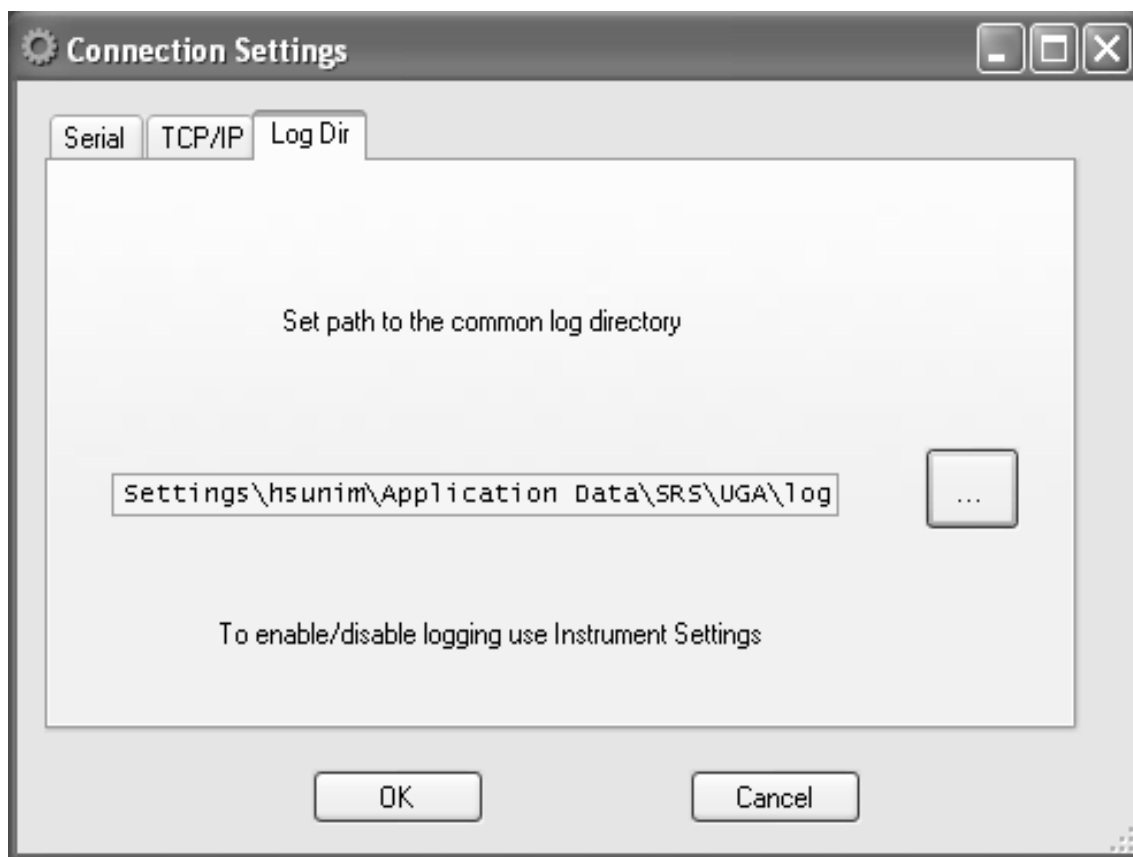 Connection Settings
Serial TCP/IP Log Dir
Set path to the common log directory
Settings\hsunim\Application Data\SRS\UGA\log
...
To enable/disable logging use Instrument Settings
OK Cancel